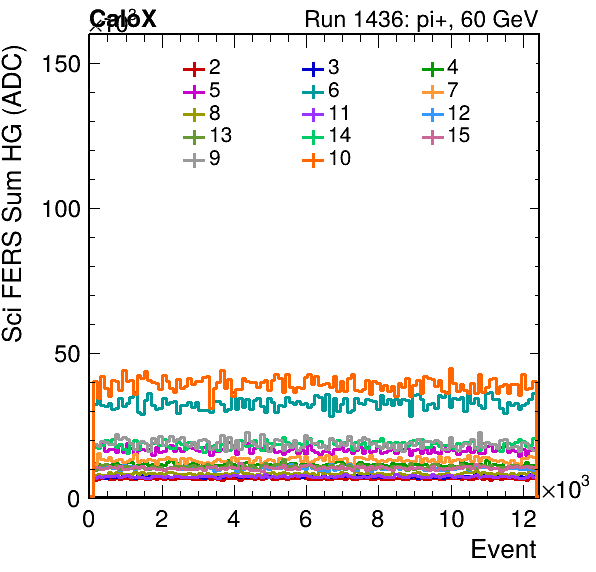 CaloX Run 1436: pi+, 60 GeV
×10³
Sci FERS Sum HG (ADC)
150
100
50
0
2 3 4
5 6 7
8 11 12
13 14 15
9 10
0 2 4 6 8 10 12
×10³
Event